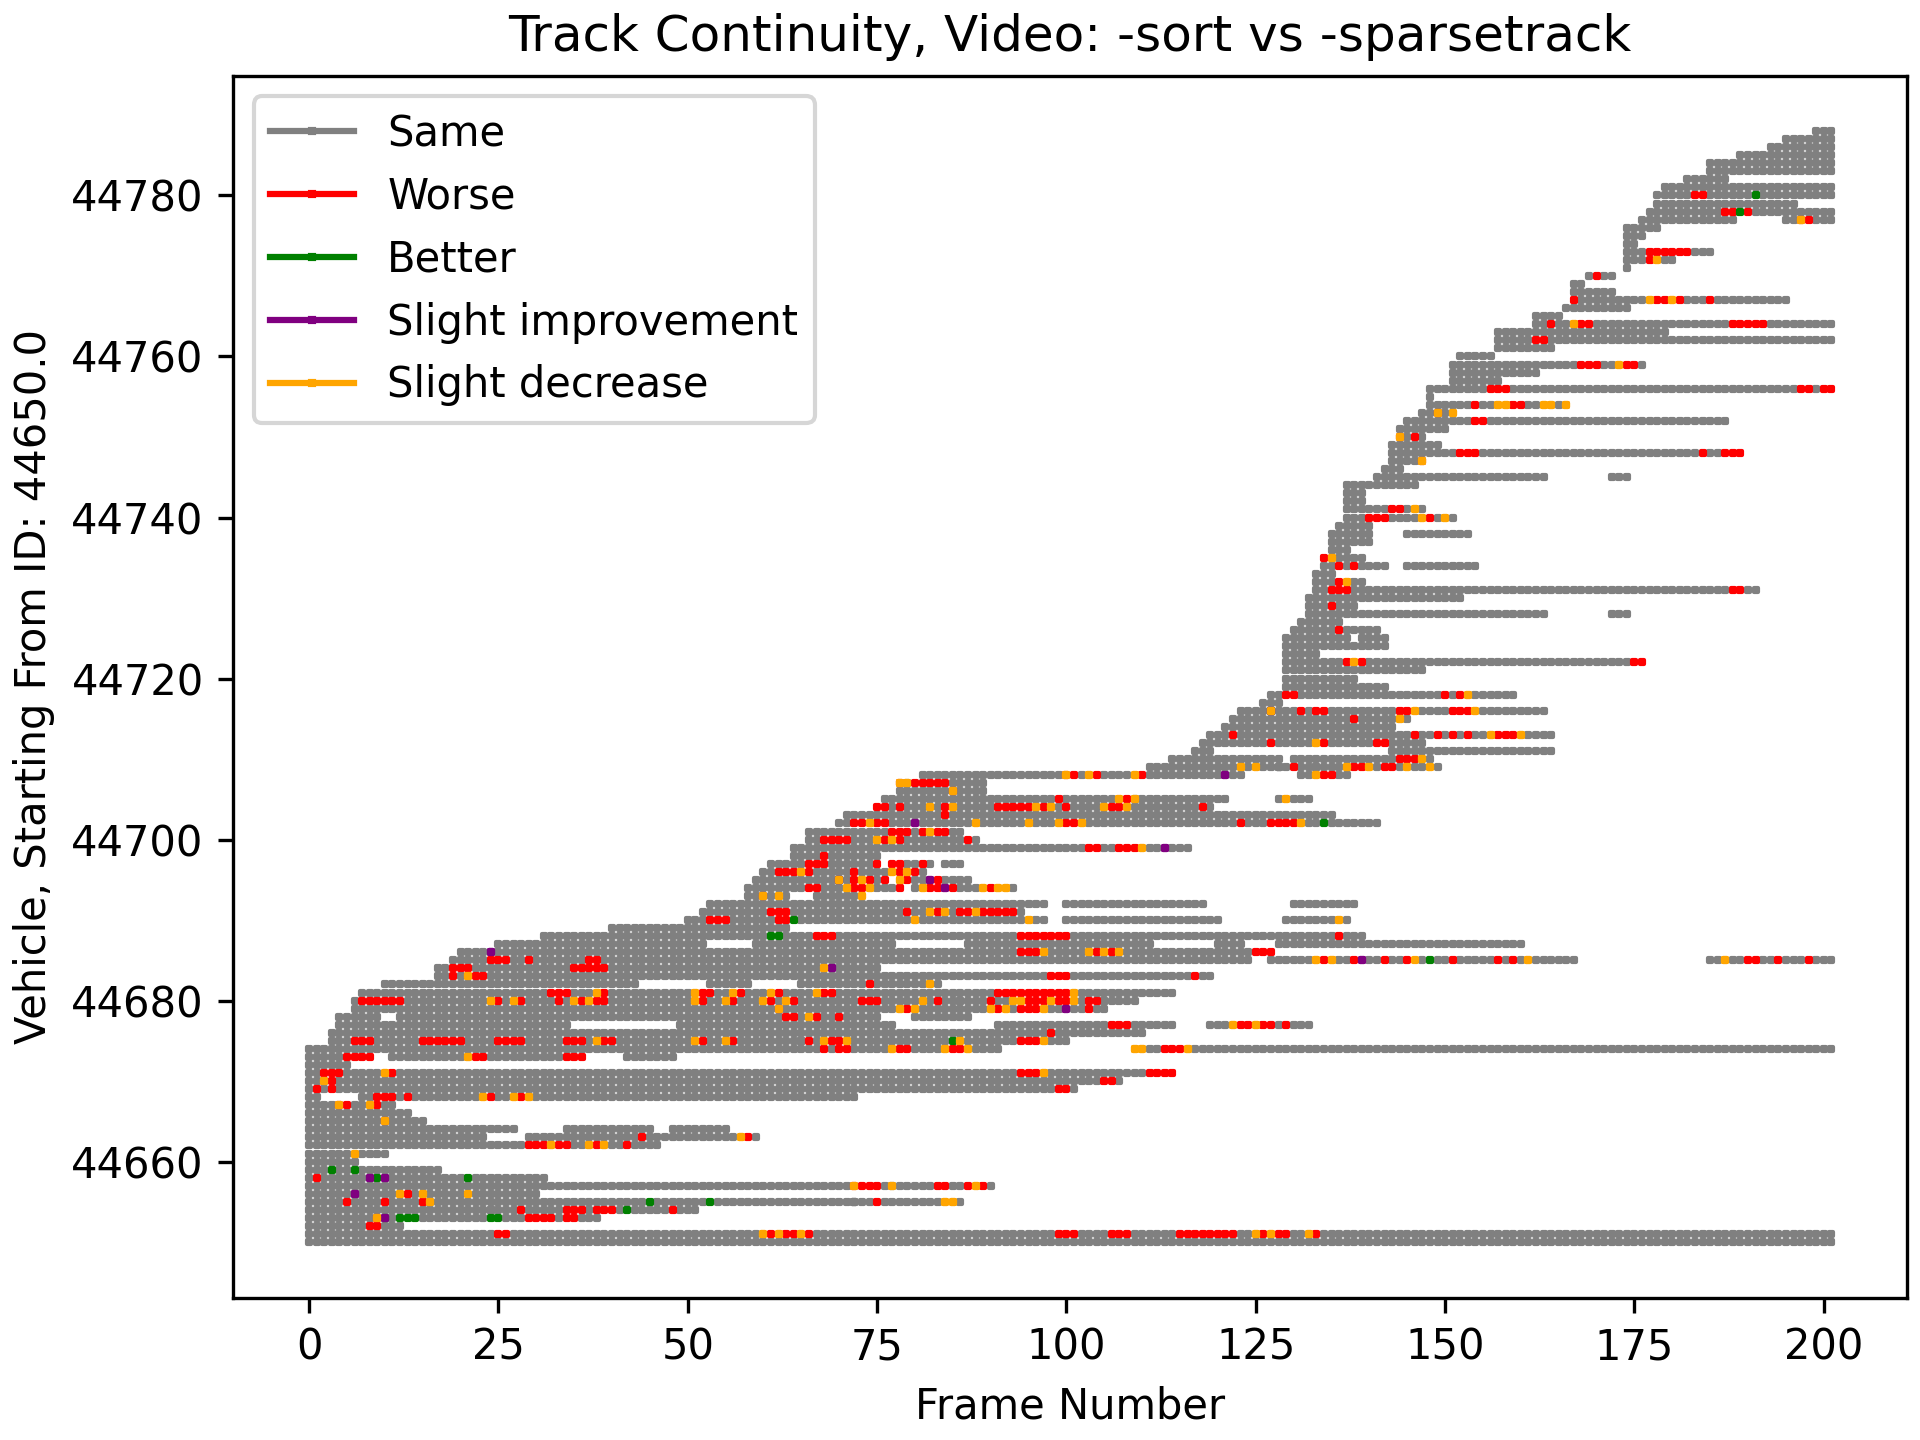 Track Continuity, Video: -sort vs -sparsetrack
Same
Worse
Better
Slight improvement
Slight decrease
Vehicle, Starting From ID: 44650.0
44780
44760
44740
44720
44700
44680
44660
0 25 50 75 100 125 150 175 200
Frame Number